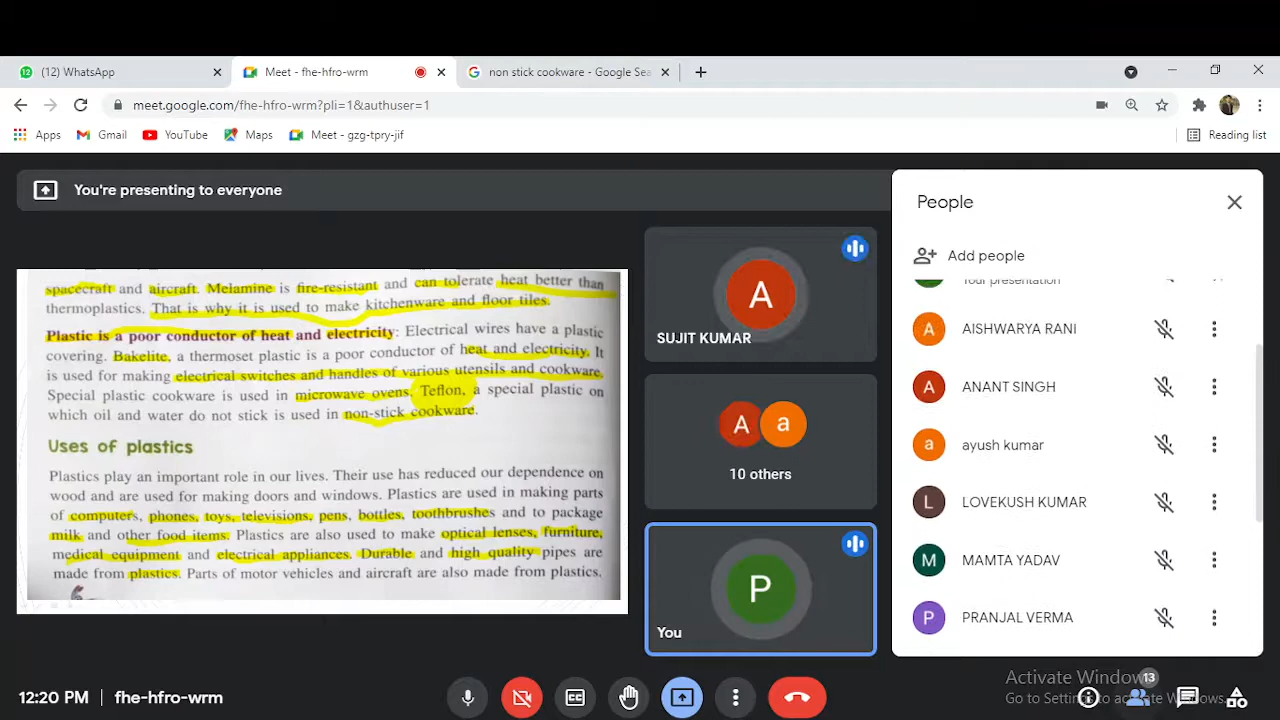 (12) WhatsApp
Meet - fhe-hfro-wrm
non stick cookware - Google Sea
meet.google.com/fhe-hfro-wrm?pli=1&authuser=1
Apps
Gmail
YouTube
Maps
Meet - gzg-tpry-jif
Reading list
You're presenting to everyone
spacecraft and aircraft. Melamine is fire-resistant and can tolerate heat better than
thermoplastics. That is why it is used to make kitchenware and floor tiles.
Plastic is a poor conductor of heat and electricity: Electrical wires have a plastic
covering. Bakelite, a thermoset plastic is a poor conductor of heat and electricity. It
is used for making electrical switches and handles of various utensils and cookware.
Special plastic cookware is used in microwave ovens. Teflon, a special plastic on
which oil and water do not stick is used in non-stick cookware.
Uses of plastics
Plastics play an important role in our lives. Their use has reduced our dependence on
wood and are used for making doors and windows. Plastics are used in making parts
of computers, phones, toys, televisions, pens, bottles, toothbrushes and to package
milk and other food items. Plastics are also used to make optical lenses, furniture,
medical equipment and electrical appliances. Durable and high quality pipes are
made from plastics. Parts of motor vehicles and aircraft are also made from plastics.
A
SUJIT KUMAR
A a
10 others
P
You
People
Add people
Your presentation
A AISHWARYA RANI
A ANANT SINGH
a ayush kumar
L LOVEKUSH KUMAR
M MAMTA YADAV
P PRANJAL VERMA
Activate Windows
Go to Settings to activate Windows.
13
12:20 PM | fhe-hfro-wrm